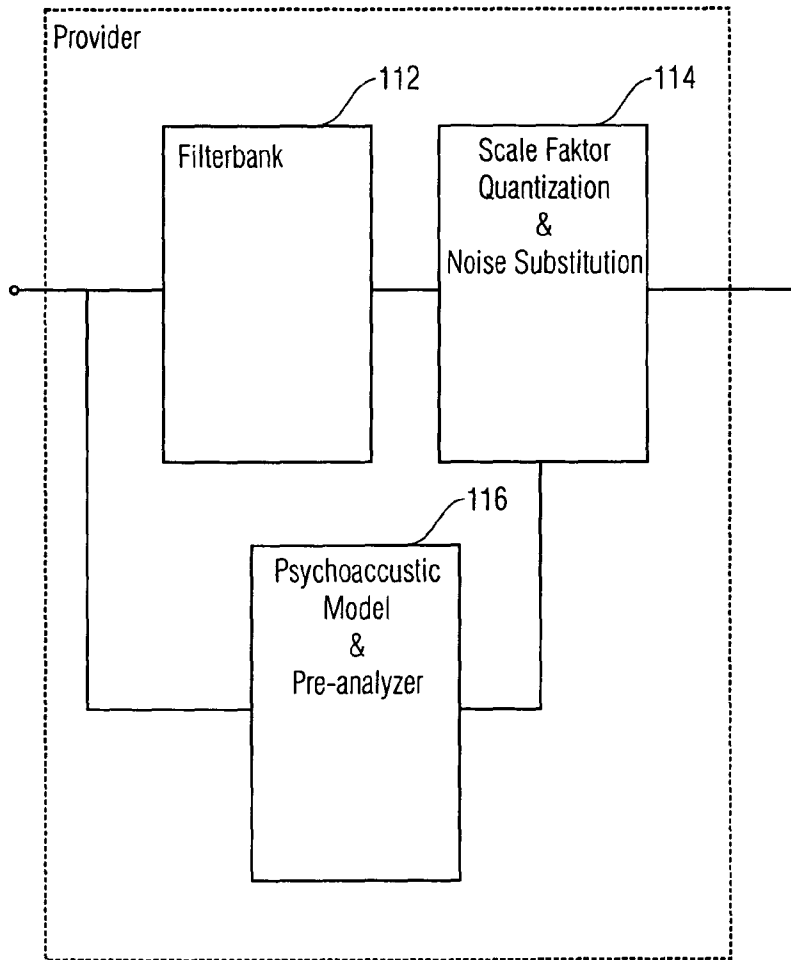 Provider
112
Filterbank
114
Scale Faktor
Quantization
&
Noise Substitution
116
Psychoaccustic
Model
&
Pre-analyzer